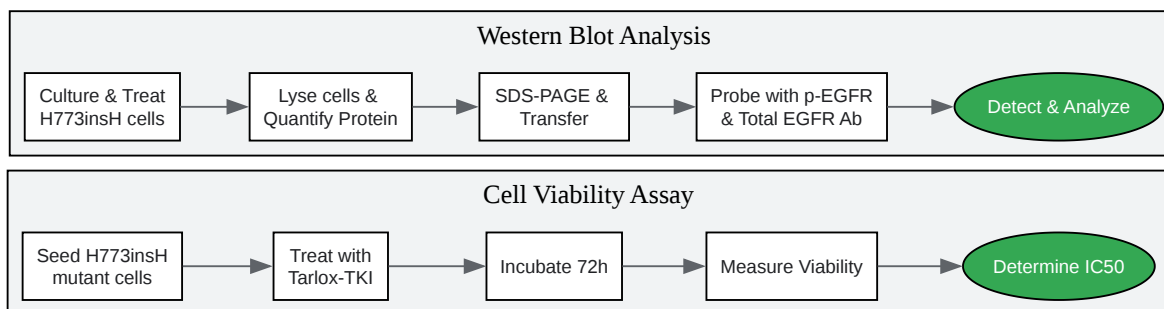 Western Blot Analysis
Culture & Treat
H773insH cells
Lyse cells &
Quantify Protein
SDS-PAGE &
Transfer
Probe with p-EGFR
& Total EGFR Ab
Detect & Analyze
Cell Viability Assay
Seed H773insH
mutant cells
Treat with
Tarlox-TKI
Incubate 72h
Measure Viability
Determine IC50